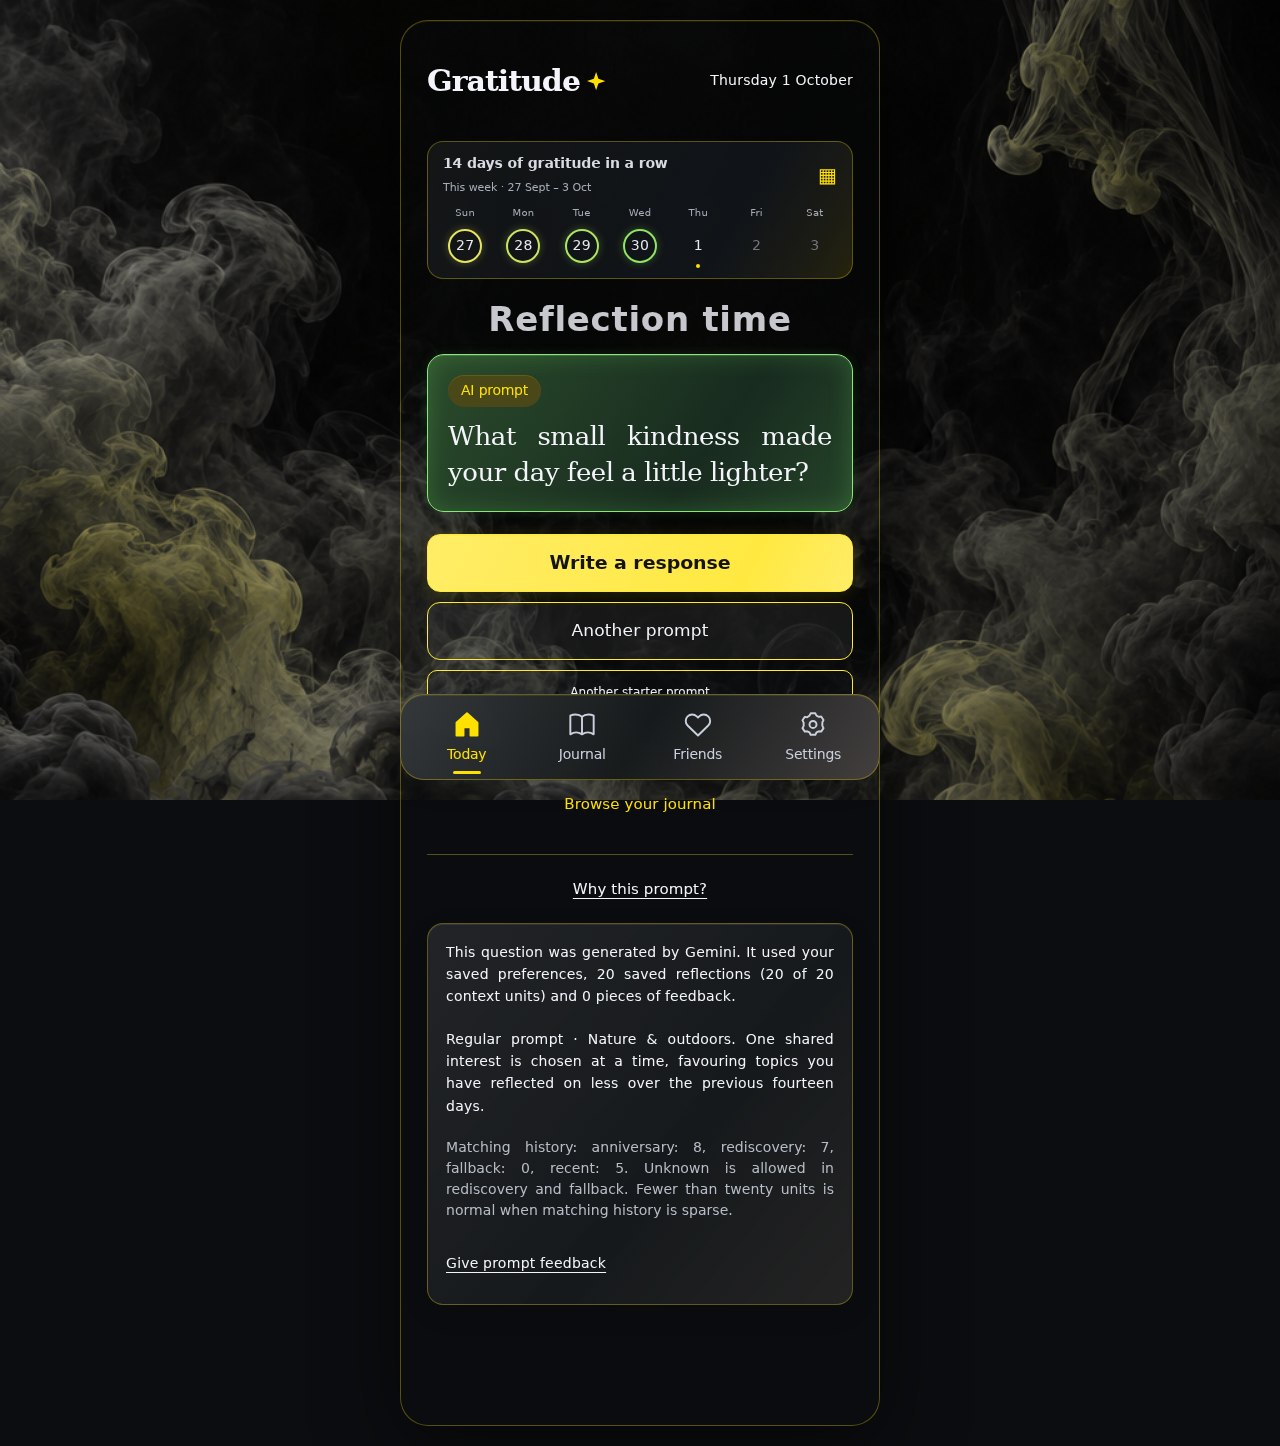 Gratitude
Thursday 1 October
14 days of gratitude in a row
This week · 27 Sept – 3 Oct
Sun Mon Tue Wed Thu Fri Sat
27 28 29 30 1 2 3
Reflection time
AI prompt
What small kindness made
your day feel a little lighter?
Write a response
Another prompt
Another starter prompt
Today Journal Friends Settings
Browse your journal
Why this prompt?
This question was generated by Gemini. It used your
saved preferences, 20 saved reflections (20 of 20
context units) and 0 pieces of feedback.
Regular prompt · Nature & outdoors. One shared
interest is chosen at a time, favouring topics you
have reflected on less over the previous fourteen
days.
Matching history: anniversary: 8, rediscovery: 7,
fallback: 0, recent: 5. Unknown is allowed in
rediscovery and fallback. Fewer than twenty units is
normal when matching history is sparse.
Give prompt feedback